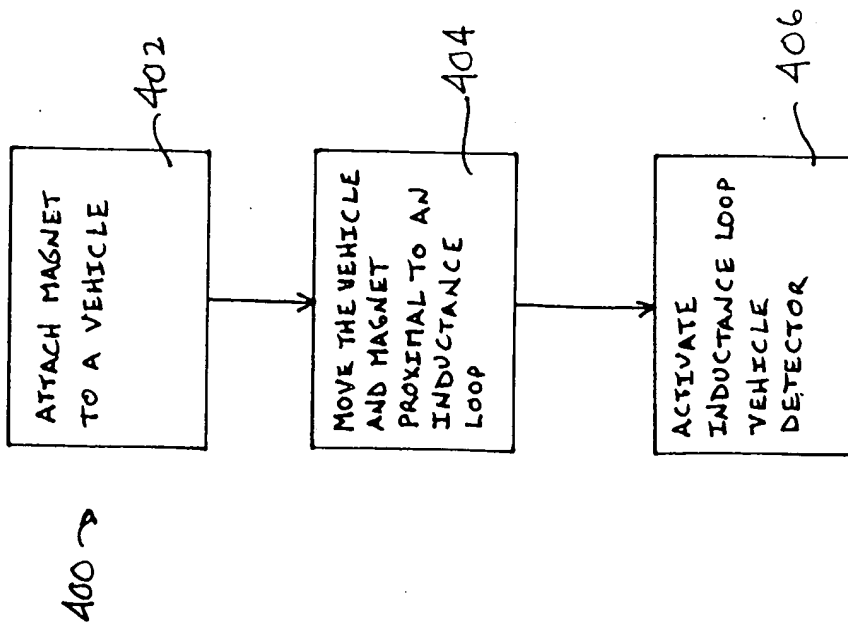 400
ATTACH MAGNET
TO A VEHICLE
402
MOVE THE VEHICLE
AND MAGNET
PROXIMAL TO AN
INDUCTANCE
LOOP
404
ACTIVATE
INDUCTANCE LOOP
VEHICLE
DETECTOR
406